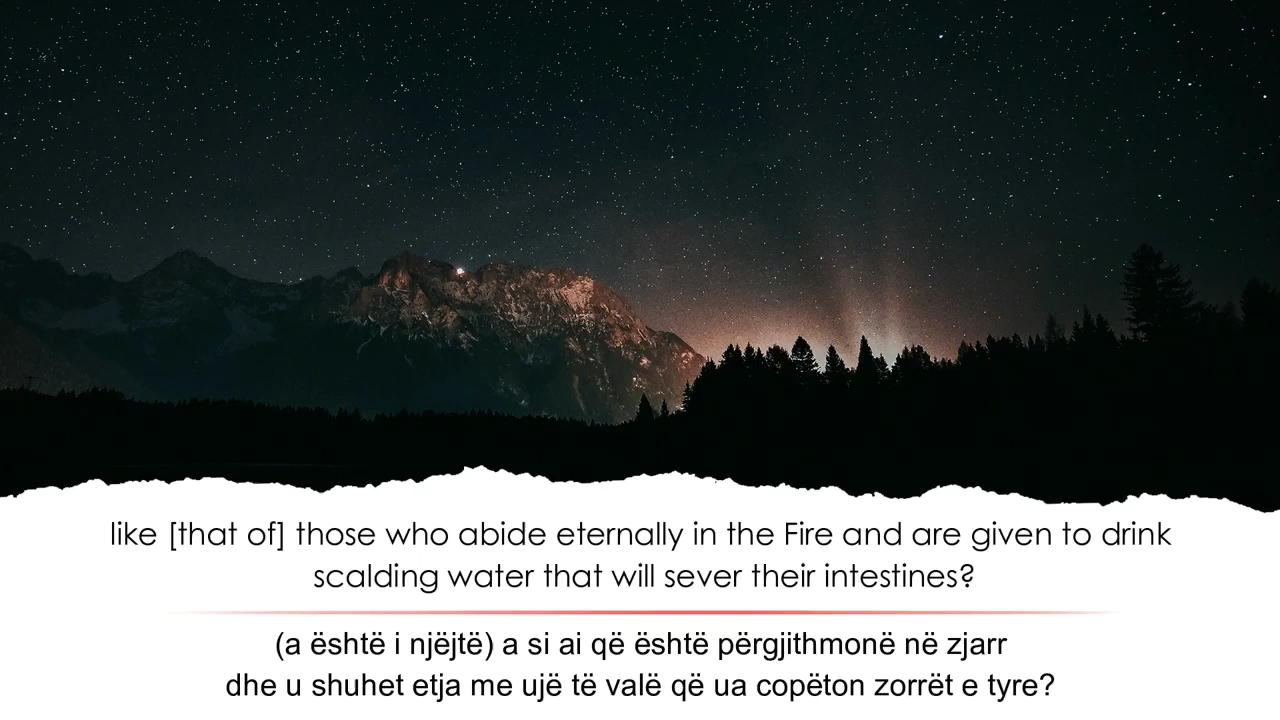 like [that of] those who abide eternally in the Fire and are given to drink
scalding water that will sever their intestines?
(a është i njëjtë) a si ai që është përgjithmonë në zjarr
dhe u shuhet etja me ujë të valë që ua copëton zorrët e tyre?